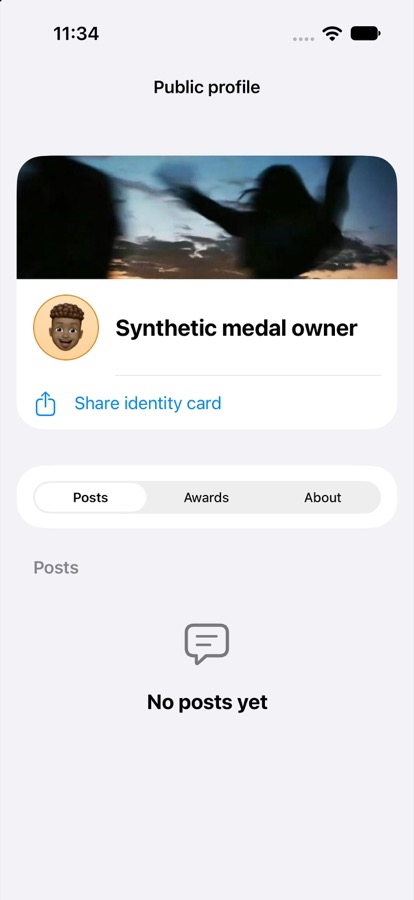 11:34
Public profile
Synthetic medal owner
Share identity card
Posts
Awards
About
Posts
No posts yet